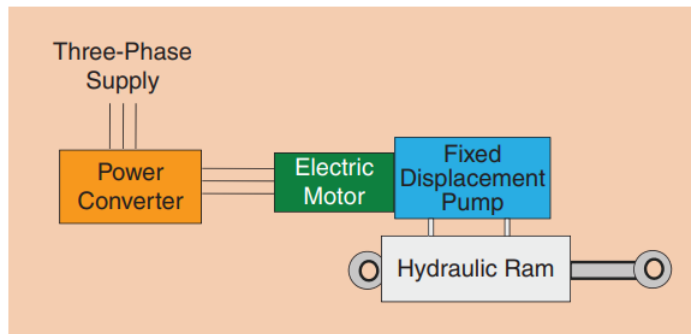 Three-Phase
Supply
Power
Converter
Electric
Motor
Fixed
Displacement
Pump
Hydraulic Ram